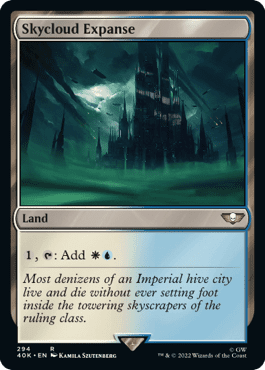 Skycloud Expanse
Land
1, : Add .
Most denizens of an Imperial hive city
live and die without ever setting foot
inside the towering skyscrapers of the
ruling class.
294 R © GW
40K • EN Kamila Szutenberg ™ & © 2022 Wizards of the Coast